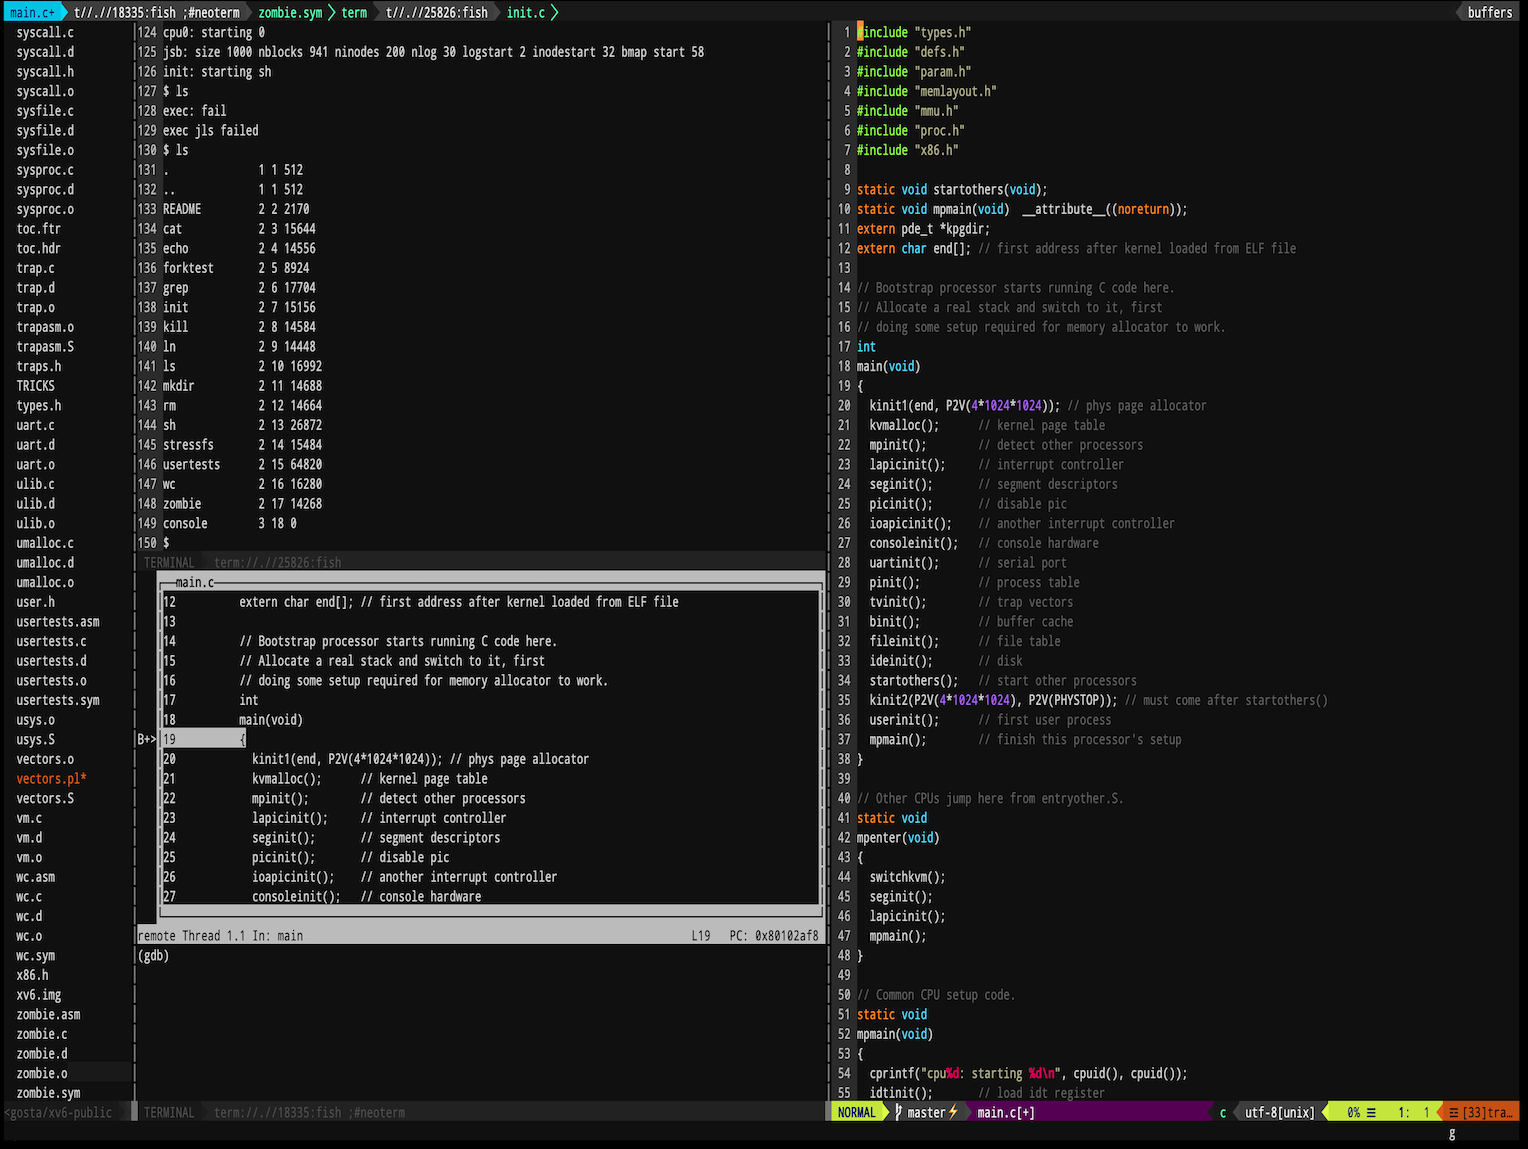 main.c+ t//.//18335:fish ;#neoterm zombie.sym term t//.//25826:fish init.c buffers
syscall.c
syscall.d
syscall.h
syscall.o
sysfile.c
sysfile.d
sysfile.o
sysproc.c
sysproc.d
sysproc.o
toc.ftr
toc.hdr
trap.c
trap.d
trap.o
trapasm.o
trapasm.S
traps.h
TRICKS
types.h
uart.c
uart.d
uart.o
ulib.c
ulib.d
ulib.o
umalloc.c
umalloc.d
umalloc.o
user.h
usertests.asm
usertests.c
usertests.d
usertests.o
usertests.sym
usys.o
usys.S
vectors.o
vectors.pl*
vectors.S
vm.c
vm.d
vm.o
wc.asm
wc.c
wc.d
wc.o
wc.sym
x86.h
xv6.img
zombie.asm
zombie.c
zombie.d
zombie.o
zombie.sym
<gosta/xv6-public
124 cpu0: starting 0
125 jsb: size 1000 nblocks 941 ninodes 200 nlog 30 logstart 2 inodestart 32 bmap start 58
126 init: starting sh
127 $ ls
128 exec: fail
129 exec jls failed
130 $ ls
131 . 1 1 512
132 .. 1 1 512
133 README 2 2 2170
134 cat 2 3 15644
135 echo 2 4 14556
136 forktest 2 5 8924
137 grep 2 6 17704
138 init 2 7 15156
139 kill 2 8 14584
140 ln 2 9 14448
141 ls 2 10 16992
142 mkdir 2 11 14688
143 rm 2 12 14664
144 sh 2 13 26872
145 stressfs 2 14 15484
146 usertests 2 15 64820
147 wc 2 16 16280
148 zombie 2 17 14268
149 console 3 18 0
150 $
TERMINAL term://.//25826:fish
main.c
12 extern char end[]; // first address after kernel loaded from ELF file
13
14 // Bootstrap processor starts running C code here.
15 // Allocate a real stack and switch to it, first
16 // doing some setup required for memory allocator to work.
17 int
18 main(void)
B+>19 {
20 kinit1(end, P2V(4*1024*1024)); // phys page allocator
21 kvmalloc(); // kernel page table
22 mpinit(); // detect other processors
23 lapicinit(); // interrupt controller
24 seginit(); // segment descriptors
25 picinit(); // disable pic
26 ioapicinit(); // another interrupt controller
27 consoleinit(); // console hardware
remote Thread 1.1 In: main L19 PC: 0x80102af8
(gdb)
TERMINAL term://.//18335:fish ;#neoterm
1 #include "types.h"
2 #include "defs.h"
3 #include "param.h"
4 #include "memlayout.h"
5 #include "mmu.h"
6 #include "proc.h"
7 #include "x86.h"
8
9 static void startothers(void);
10 static void mpmain(void) __attribute__((noreturn));
11 extern pde_t *kpgdir;
12 extern char end[]; // first address after kernel loaded from ELF file
13
14 // Bootstrap processor starts running C code here.
15 // Allocate a real stack and switch to it, first
16 // doing some setup required for memory allocator to work.
17 int
18 main(void)
19 {
20 kinit1(end, P2V(4*1024*1024)); // phys page allocator
21 kvmalloc(); // kernel page table
22 mpinit(); // detect other processors
23 lapicinit(); // interrupt controller
24 seginit(); // segment descriptors
25 picinit(); // disable pic
26 ioapicinit(); // another interrupt controller
27 consoleinit(); // console hardware
28 uartinit(); // serial port
29 pinit(); // process table
30 tvinit(); // trap vectors
31 binit(); // buffer cache
32 fileinit(); // file table
33 ideinit(); // disk
34 startothers(); // start other processors
35 kinit2(P2V(4*1024*1024), P2V(PHYSTOP)); // must come after startothers()
36 userinit(); // first user process
37 mpmain(); // finish this processor's setup
38 }
39
40 // Other CPUs jump here from entryother.S.
41 static void
42 mpenter(void)
43 {
44 switchkvm();
45 seginit();
46 lapicinit();
47 mpmain();
48 }
49
50 // Common CPU setup code.
51 static void
52 mpmain(void)
53 {
54 cprintf("cpu%d: starting %d\n", cpuid(), cpuid());
55 idtinit(); // load idt register
NORMAL master⚡ main.c[+] c utf-8[unix] 0% ☰ 1: 1 ☲ [33]tra…
g